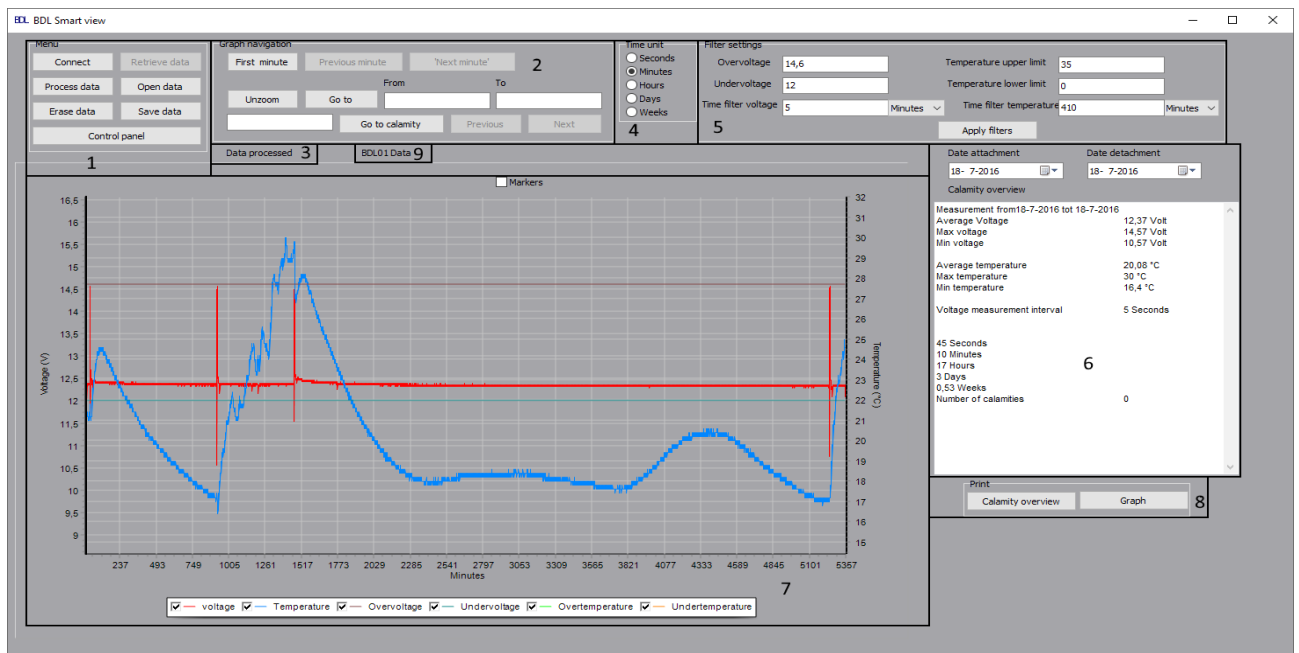 BDL BDL Smart view
Menu
Connect Retrieve data
Process data Open data
Erase data Save data
Control panel
1
Graph navigation
First minute Previous minute 'Next minute' 2
From To
Unzoom Go to
Go to calamity Previous Next
Time unit
Seconds
Minutes
Hours
Days
Weeks
4
Filter settings
Overvoltage 14,6 Temperature upper limit 35
Undervoltage 12 Temperature lower limit 0
Time filter voltage 5 Minutes Time filter temperature 410 Minutes
5 Apply filters
Data processed 3 BDL01 Data 9
Date attachment Date detachment
18- 7-2016 18- 7-2016
Calamity overview
Measurement from18-7-2016 tot 18-7-2016
Average Voltage 12,37 Volt
Max voltage 14,57 Volt
Min voltage 10,57 Volt
Average temperature 20,08 °C
Max temperature 30 °C
Min temperature 16,4 °C
Voltage measurement interval 5 Seconds
45 Seconds
10 Minutes
17 Hours
3 Days
0,53 Weeks
Number of calamities 0
6
Print
Calamity overview Graph 8
Markers
16,5
16
15,5
15
14,5
14
13,5
13
12,5
12
11,5
11
10,5
10
9,5
9
Voltage (V)
32
31
30
29
28
27
26
25
24
23
22
21
20
19
18
17
16
15
Temperature (°C)
237 493 749 1005 1261 1517 1773 2029 2285 2541 2797 3053 3309 3565 3821 4077 4333 4589 4845 5101 5357
Minutes
7
voltage Temperature Overvoltage Undervoltage Overtemperature Undertemperature